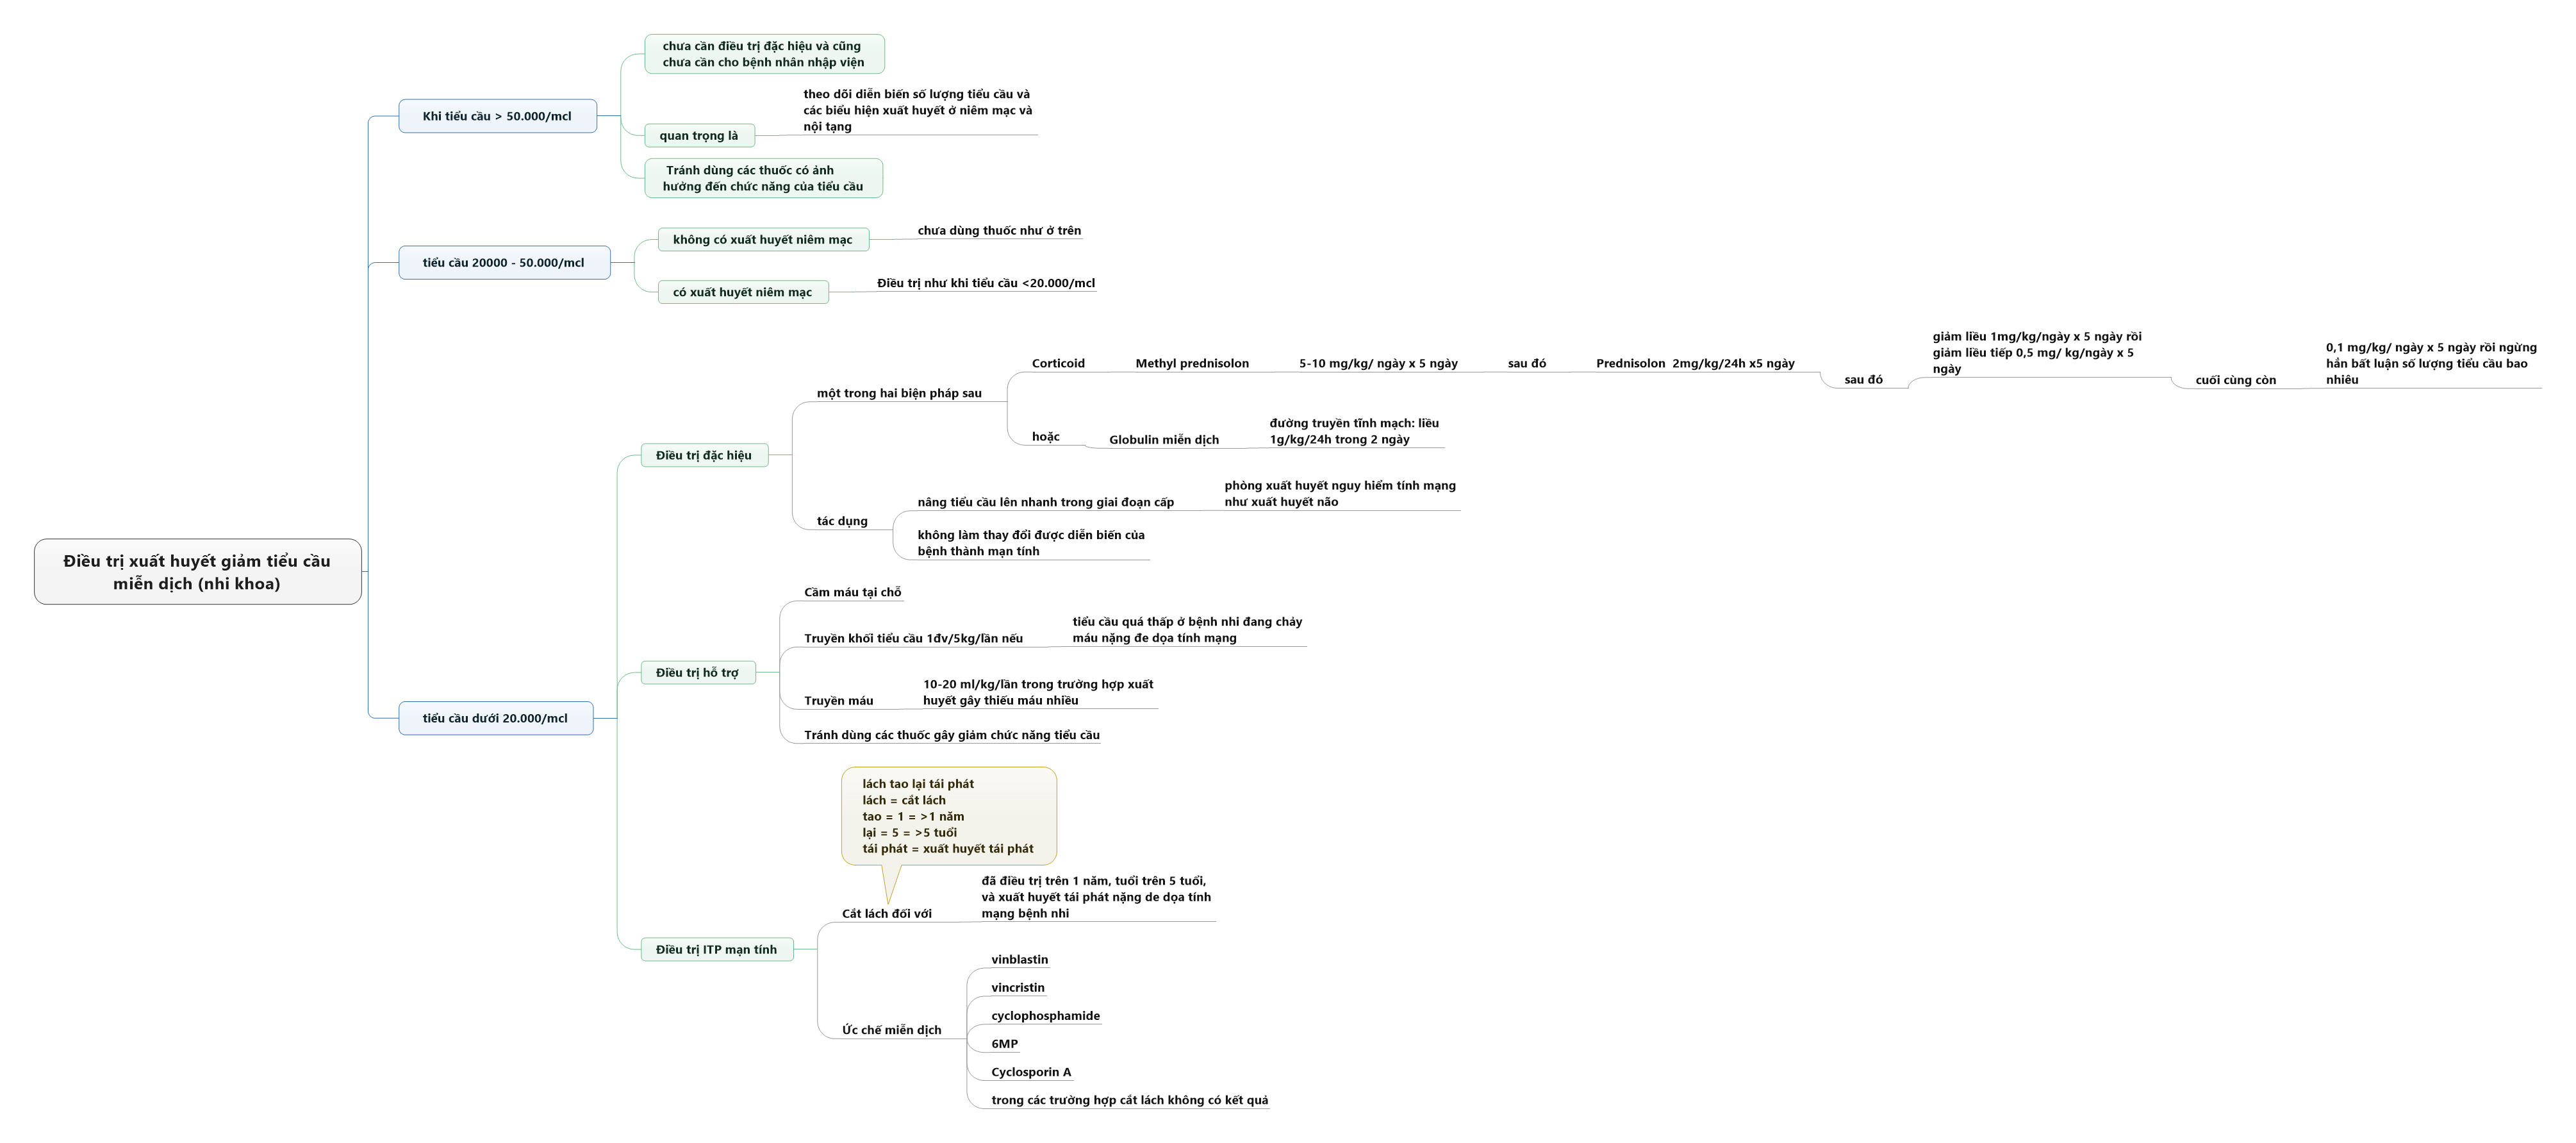 Điều trị xuất huyết giảm tiểu cầu
miễn dịch (nhi khoa)
Khi tiểu cầu > 50.000/mcl
chưa cần điều trị đặc hiệu và cũng
chưa cần cho bệnh nhân nhập viện
quan trọng là
theo dõi diễn biến số lượng tiểu cầu và
các biểu hiện xuất huyết ở niêm mạc và
nội tạng
Tránh dùng các thuốc có ảnh
hưởng đến chức năng của tiểu cầu
tiểu cầu 20000 - 50.000/mcl
không có xuất huyết niêm mạc
chưa dùng thuốc như ở trên
có xuất huyết niêm mạc
Điều trị như khi tiểu cầu <20.000/mcl
tiểu cầu dưới 20.000/mcl
Điều trị đặc hiệu
một trong hai biện pháp sau
Corticoid
Methyl prednisolon
5-10 mg/kg/ ngày x 5 ngày
sau đó
Prednisolon  2mg/kg/24h x5 ngày
sau đó
giảm liều 1mg/kg/ngày x 5 ngày rồi
giảm liều tiếp 0,5 mg/ kg/ngày x 5
ngày
cuối cùng còn
0,1 mg/kg/ ngày x 5 ngày rồi ngừng
hẳn bất luận số lượng tiểu cầu bao
nhiêu
hoặc
Globulin miễn dịch
đường truyền tĩnh mạch: liều
1g/kg/24h trong 2 ngày
tác dụng
nâng tiểu cầu lên nhanh trong giai đoạn cấp
phòng xuất huyết nguy hiểm tính mạng
như xuất huyết não
không làm thay đổi được diễn biến của
bệnh thành mạn tính
Điều trị hỗ trợ
Cầm máu tại chỗ
Truyền khối tiểu cầu 1đv/5kg/lần nếu
tiểu cầu quá thấp ở bệnh nhi đang chảy
máu nặng đe dọa tính mạng
Truyền máu
10-20 ml/kg/lần trong trường hợp xuất
huyết gây thiếu máu nhiều
Tránh dùng các thuốc gây giảm chức năng tiểu cầu
Điều trị ITP mạn tính
lách tao lại tái phát
lách = cắt lách
tao = 1 = >1 năm
lại = 5 = >5 tuổi
tái phát = xuất huyết tái phát
Cắt lách đối với
đã điều trị trên 1 năm, tuổi trên 5 tuổi,
và xuất huyết tái phát nặng de dọa tính
mạng bệnh nhi
Ức chế miễn dịch
vinblastin
vincristin
cyclophosphamide
6MP
Cyclosporin A
trong các trường hợp cắt lách không có kết quả